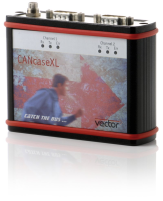 CANcaseXL
CATCH THE BUS ...
vector